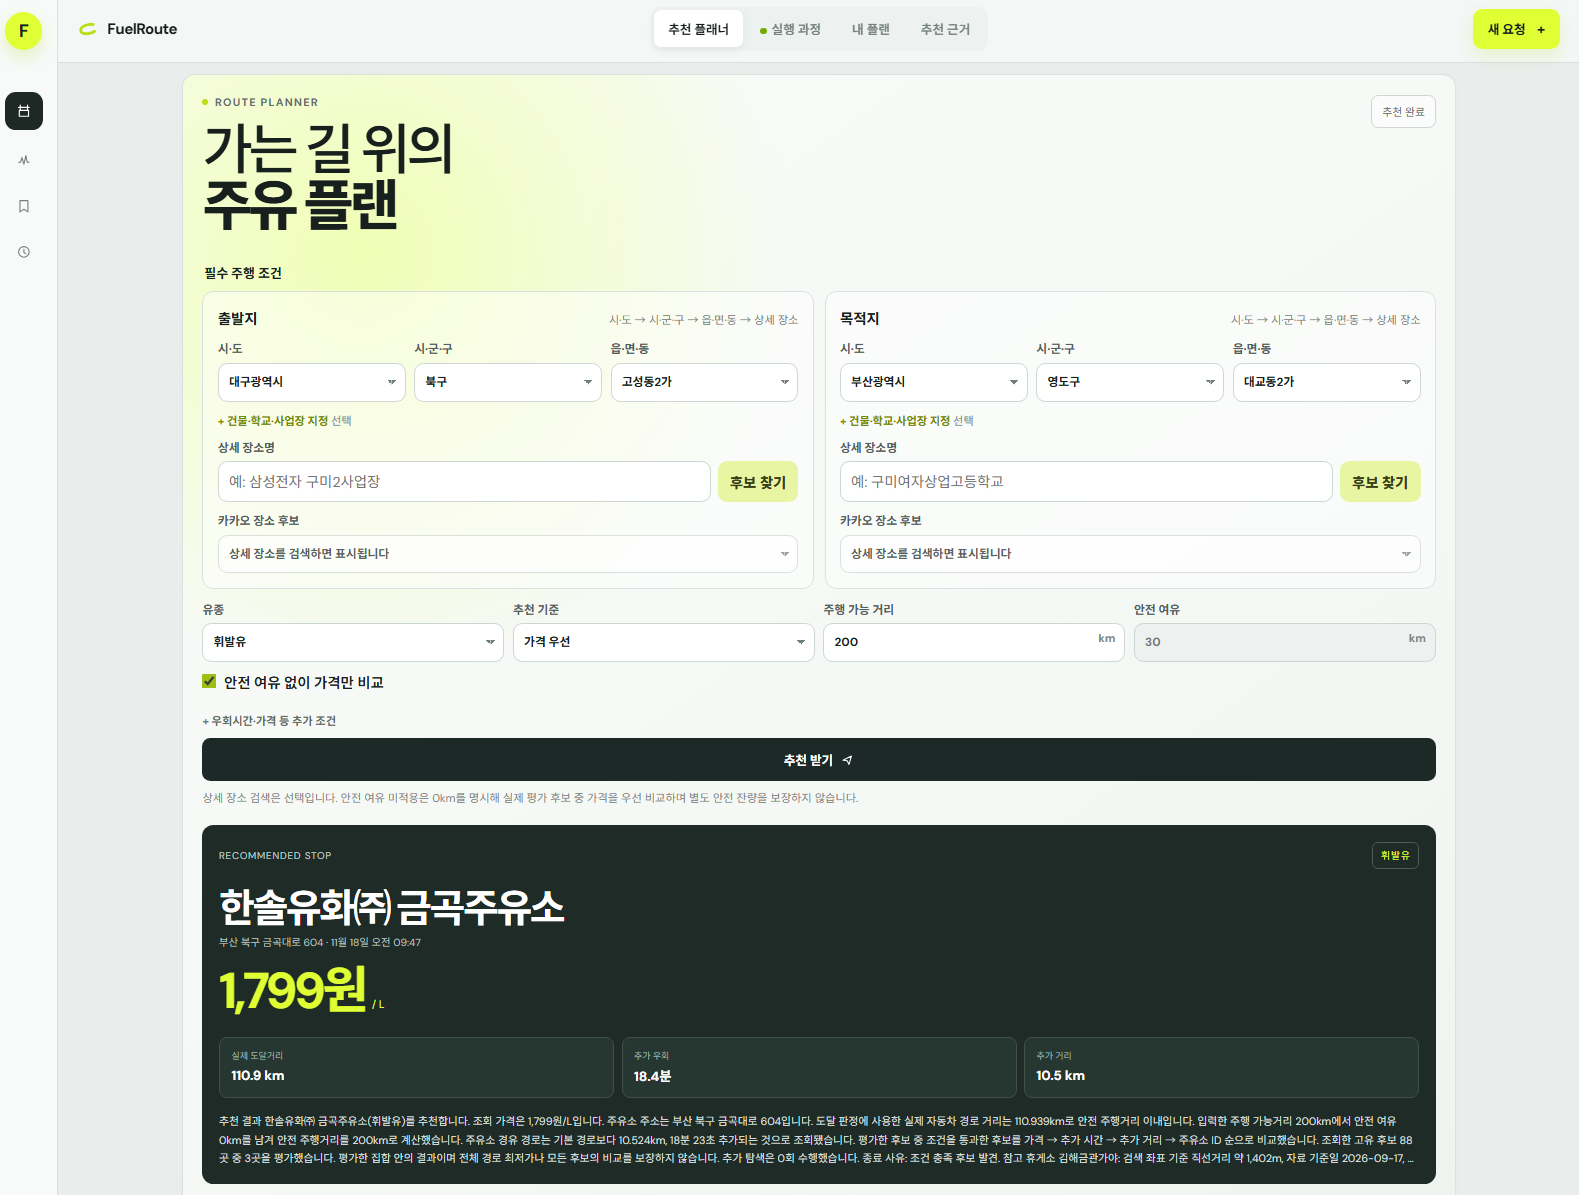 F
FuelRoute
추천 플래너
실행 과정
내 플랜
추천 근거
새 요청 +
ROUTE PLANNER
추천 완료
가는 길 위의
주유 플랜
필수 주행 조건
출발지
시·도 → 시·군·구 → 읍·면·동 → 상세 장소
시·도
시·군·구
읍·면·동
대구광역시
북구
고성동2가
+ 건물·학교·사업장 지정 선택
상세 장소명
예: 삼성전자 구미2사업장
후보 찾기
카카오 장소 후보
상세 장소를 검색하면 표시됩니다
목적지
시·도 → 시·군·구 → 읍·면·동 → 상세 장소
시·도
시·군·구
읍·면·동
부산광역시
영도구
대교동2가
+ 건물·학교·사업장 지정 선택
상세 장소명
예: 구미여자상업고등학교
후보 찾기
카카오 장소 후보
상세 장소를 검색하면 표시됩니다
유종
추천 기준
주행 가능 거리
안전 여유
휘발유
가격 우선
200 km
30 km
안전 여유 없이 가격만 비교
+ 우회시간·가격 등 추가 조건
추천 받기
상세 장소 검색은 선택입니다. 안전 여유 미적용은 0km를 명시해 실제 평가 후보 중 가격을 우선 비교하며 별도 안전 잔량을 보장하지 않습니다.
RECOMMENDED STOP
휘발유
한솔유화㈜ 금곡주유소
부산 북구 금곡대로 604 · 11월 18일 오전 09:47
1,799원 / L
실제 도달거리
110.9 km
추가 우회
18.4분
추가 거리
10.5 km
추천 결과 한솔유화㈜ 금곡주유소(휘발유)를 추천합니다. 조회 가격은 1,799원/L입니다. 주유소 주소는 부산 북구 금곡대로 604입니다. 도달 판정에 사용한 실제 자동차 경로 거리는 110.939km로 안전 주행거리 이내입니다. 입력한 주행 가능거리 200km에서 안전 여유
0km를 남겨 안전 주행거리를 200km로 계산했습니다. 주유소 경유 경로는 기본 경로보다 10.524km, 18분 23초 추가되는 것으로 조회됐습니다. 평가한 후보 중 조건을 통과한 후보를 가격 → 추가 시간 → 추가 거리 → 주유소 ID 순으로 비교했습니다. 조회한 고유 후보 88
곳 중 3곳을 평가했습니다. 평가한 집합 안의 결과이며 전체 경로 최저가나 모든 후보의 비교를 보장하지 않습니다. 추가 탐색은 0회 수행했습니다. 종료 사유: 조건 충족 후보 발견. 참고 휴게소 김해금관가야: 검색 좌표 기준 직선거리 약 1,402m, 자료 기준일 2026-09-17, ...